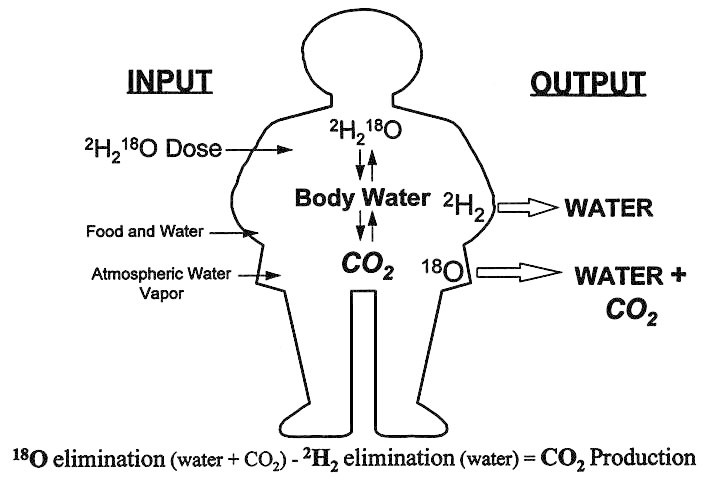 INPUT
OUTPUT
²H₂¹⁸O
²H₂¹⁸O Dose
Body Water
²H₂
WATER
Food and Water
CO₂
¹⁸O
Atmospheric Water
Vapor
WATER +
CO₂
¹⁸O elimination (water + CO₂) - ²H₂ elimination (water) = CO₂ Production